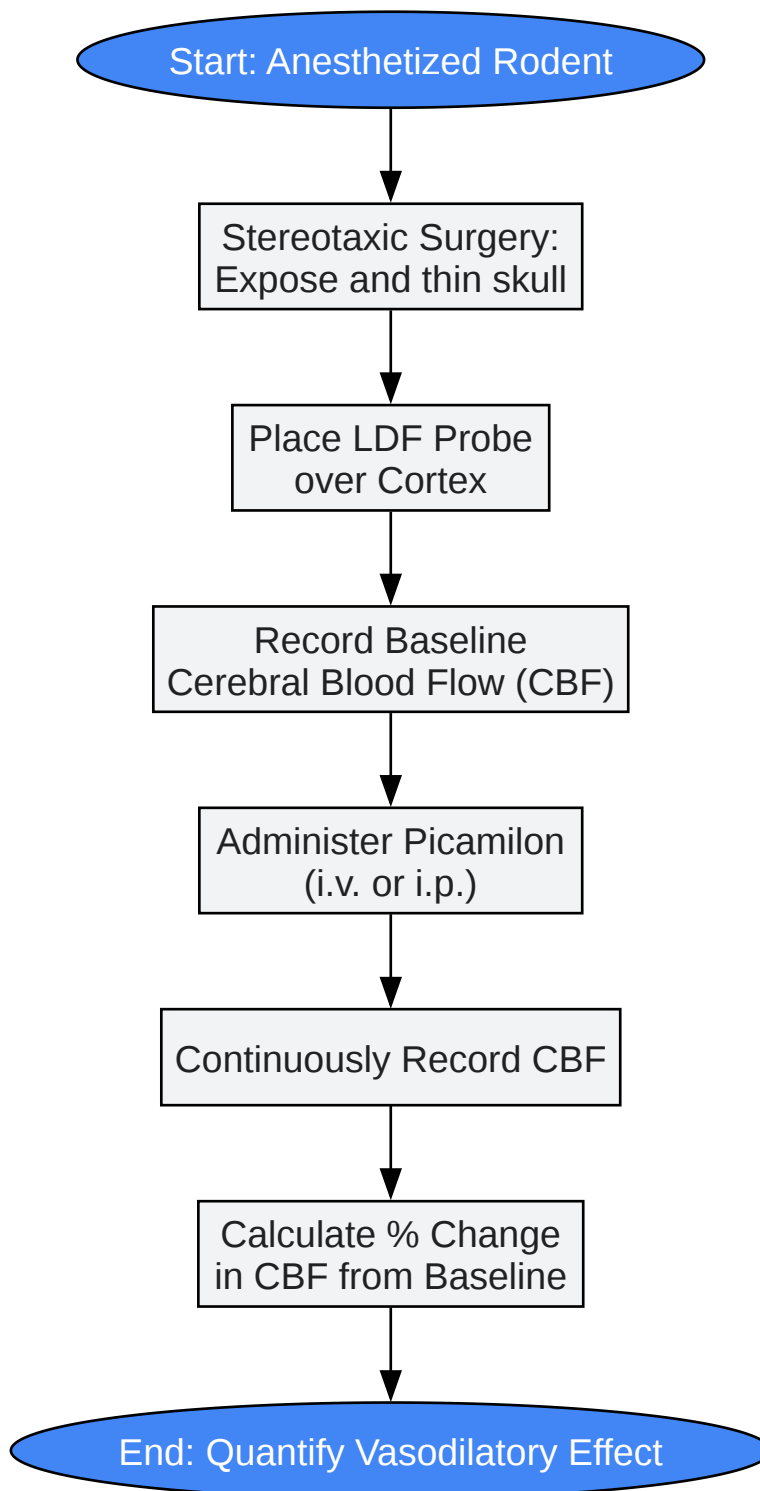 Start: Anesthetized Rodent
Stereotaxic Surgery:
Expose and thin skull
Place LDF Probe
over Cortex
Record Baseline
Cerebral Blood Flow (CBF)
Administer Picamilon
(i.v. or i.p.)
Continuously Record CBF
Calculate % Change
in CBF from Baseline
End: Quantify Vasodilatory Effect